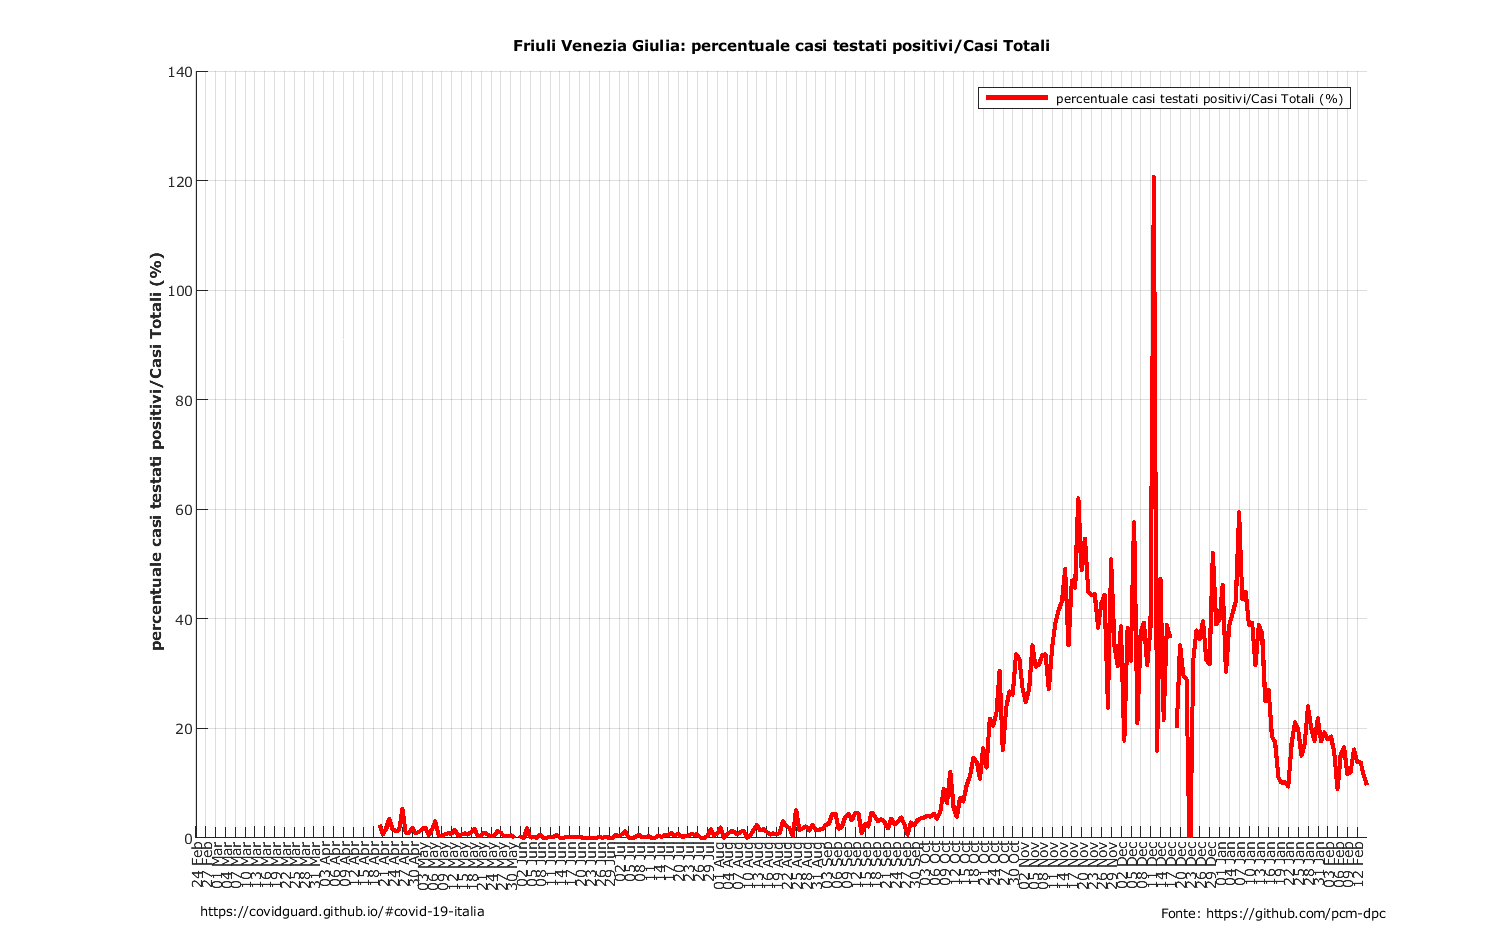 Friuli Venezia Giulia: percentuale casi testati positivi/Casi Totali
percentuale casi testati positivi/Casi Totali (%)
percentuale casi testati positivi/Casi Totali (%)
140
120
100
80
60
40
20
0
24 Feb
27 Feb
01 Mar
04 Mar
07 Mar
10 Mar
13 Mar
16 Mar
19 Mar
22 Mar
25 Mar
28 Mar
31 Mar
03 Apr
06 Apr
09 Apr
12 Apr
15 Apr
18 Apr
21 Apr
24 Apr
27 Apr
30 Apr
03 May
06 May
09 May
12 May
15 May
18 May
21 May
24 May
27 May
30 May
02 Jun
05 Jun
08 Jun
11 Jun
14 Jun
17 Jun
20 Jun
23 Jun
26 Jun
29 Jun
02 Jul
05 Jul
08 Jul
11 Jul
14 Jul
17 Jul
20 Jul
23 Jul
26 Jul
29 Jul
01 Aug
04 Aug
07 Aug
10 Aug
13 Aug
16 Aug
19 Aug
22 Aug
25 Aug
28 Aug
31 Aug
03 Sep
06 Sep
09 Sep
12 Sep
15 Sep
18 Sep
21 Sep
24 Sep
27 Sep
30 Sep
03 Oct
06 Oct
09 Oct
12 Oct
15 Oct
18 Oct
21 Oct
24 Oct
27 Oct
30 Oct
02 Nov
05 Nov
08 Nov
11 Nov
14 Nov
17 Nov
20 Nov
23 Nov
26 Nov
29 Nov
02 Dec
05 Dec
08 Dec
11 Dec
14 Dec
17 Dec
20 Dec
23 Dec
26 Dec
29 Dec
01 Jan
04 Jan
07 Jan
10 Jan
13 Jan
16 Jan
19 Jan
22 Jan
25 Jan
28 Jan
31 Jan
03 Feb
06 Feb
09 Feb
12 Feb
https://covidguard.github.io/#covid-19-italia
Fonte: https://github.com/pcm-dpc